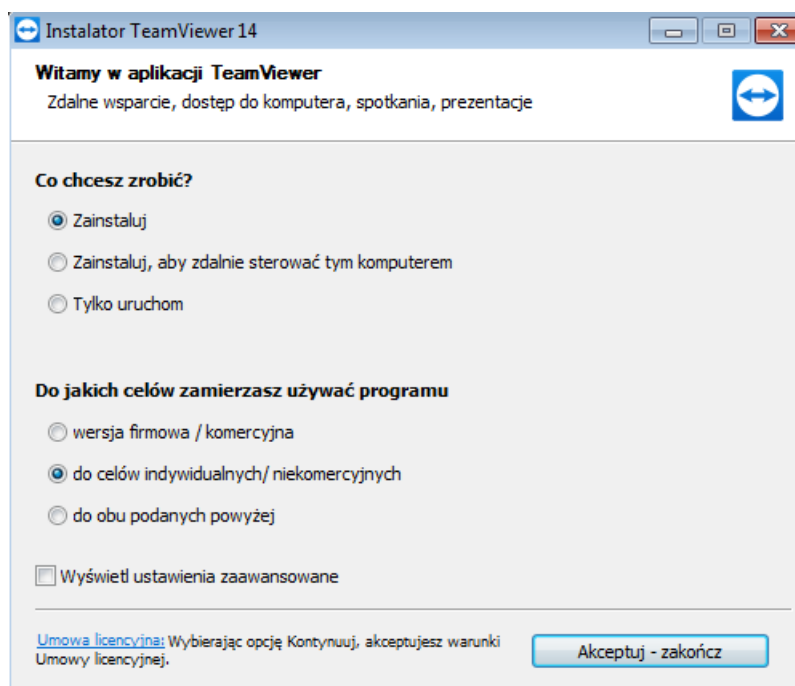 Instalator TeamViewer 14
Witamy w aplikacji TeamViewer
Zdalne wsparcie, dostęp do komputera, spotkania, prezentacje
Co chcesz zrobić?
Zainstaluj
Zainstaluj, aby zdalnie sterować tym komputerem
Tylko uruchom
Do jakich celów zamierzasz używać programu
wersja firmowa / komercyjna
do celów indywidualnych/ niekomercyjnych
do obu podanych powyżej
Wyświetl ustawienia zaawansowane
Umowa licencyjna: Wybierając opcję Kontynuuj, akceptujesz warunki
Umowy licencyjnej.
Akceptuj - zakończ